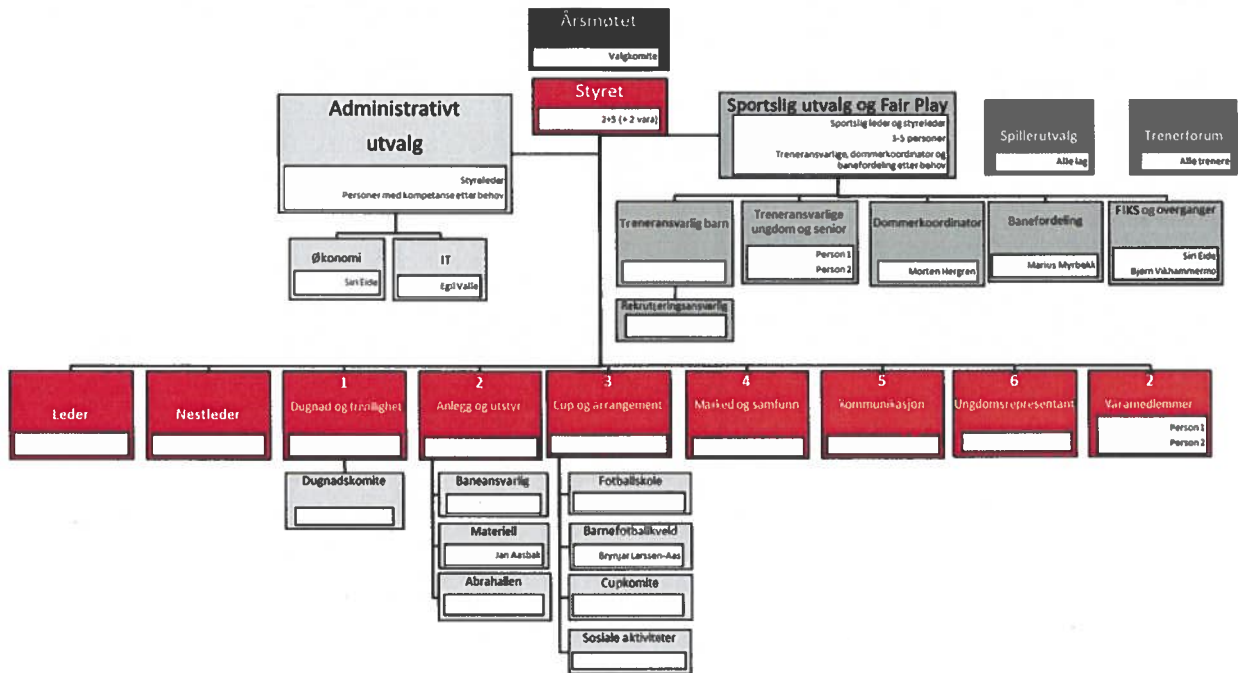 Årsmøtet
Valgkomite
Styret
2+5 (+ 2 vara)
Administrativt
utvalg
Styreleder
Personer med kompetanse etter behov
Sportslig utvalg og Fair Play
Sportslig leder og styreleder
3-5 personer
Treneransvarlige, dommerkoordinator og
banefordeling etter behov
Spillerutvalg
Alle lag
Trenerforum
Alle trenere
Økonomi
Siri Eide
IT
Egil Valle
Treneransvarlig barn
Treneransvarlige
ungdom og senior
Person 1
Person 2
Dommerkoordinator
Morten Hergren
Banefordeling
Marius Myrbekk
FIKS og overganger
Siri Eide
Bjørn Vikhammermo
Rekrutteringsansvarlig
Leder
Nestleder
1
Dugnad og frivillighet
2
Anlegg og utstyr
3
Cup og arrangement
4
Marked og samfunn
5
Kommunikasjon
6
Ungdomsrepresentant
2
Varamedlemmer
Person 1
Person 2
Dugnadskomite
Baneansvarlig
Materiell
Jan Aasbak
Abrahallen
Fotballskole
Barnefotballkveld
Brynjar Larssen-Aas
Cupkomite
Sosiale aktiviteter